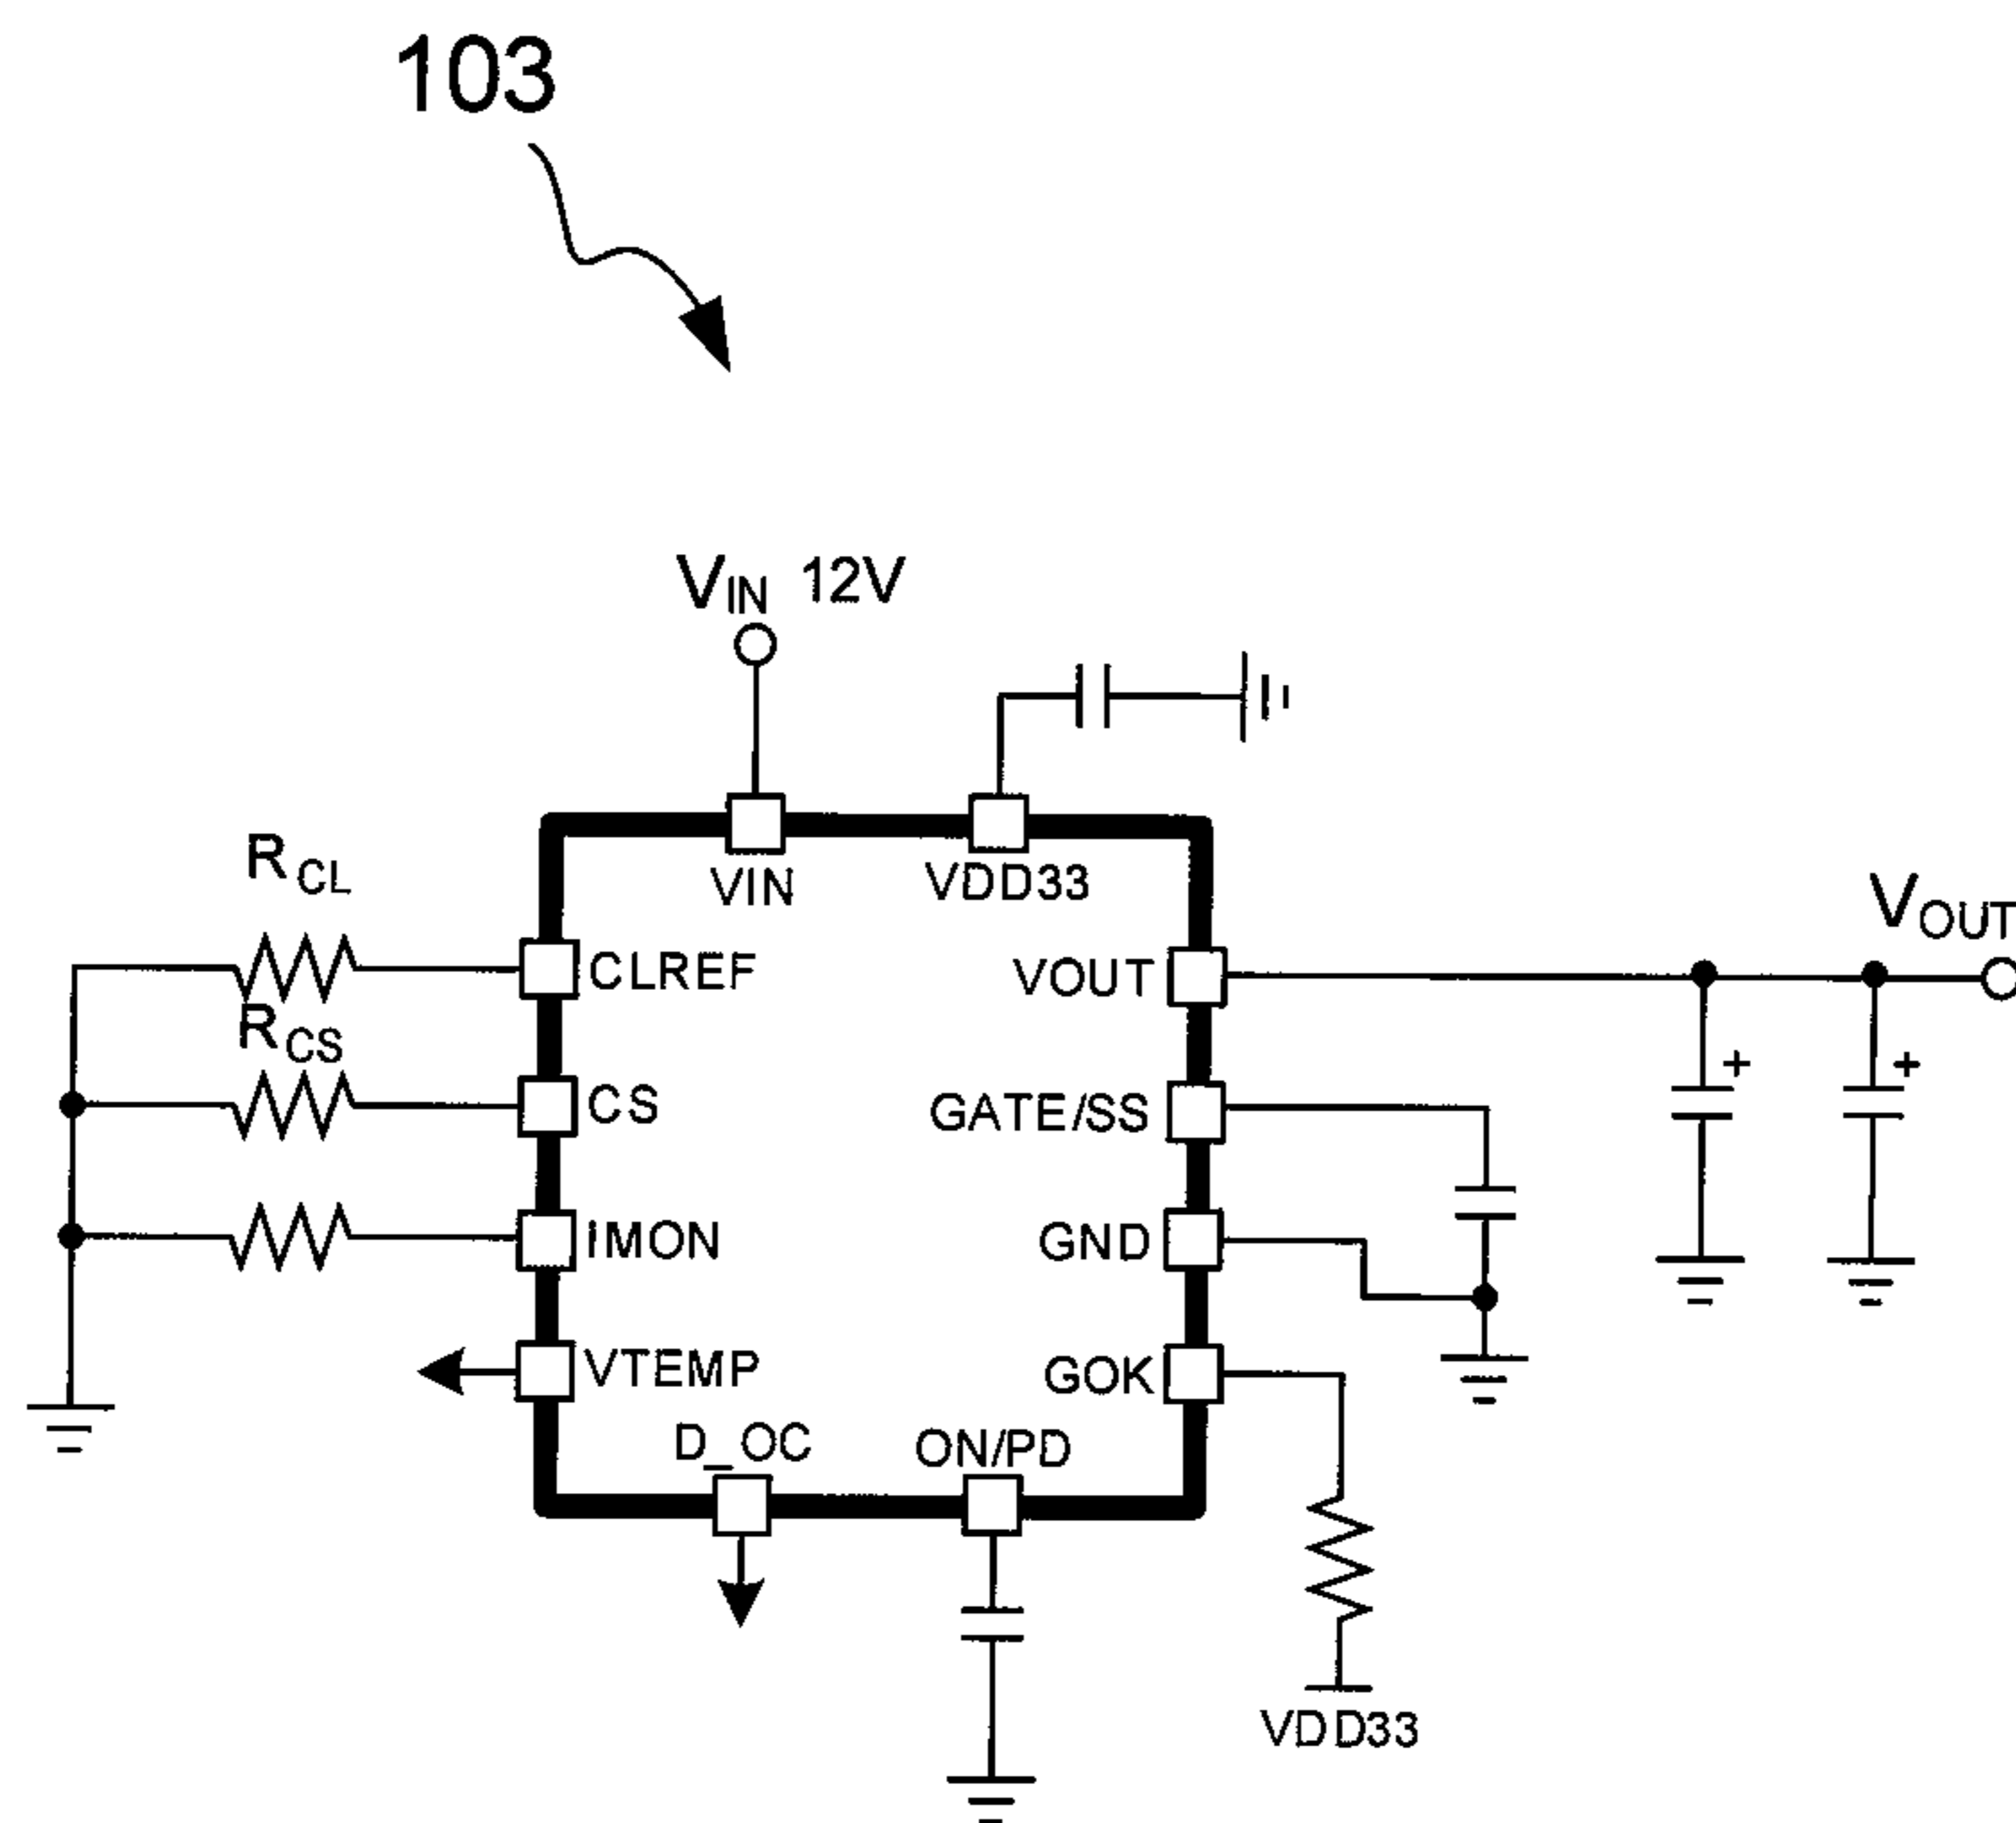 103
VIN 12V
VIN
VDD33
RCL
CLREF
VOUT
VOUT
RCS
CS
GATE/SS
+
+
IMON
GND
VTEMP
GOK
D_OC
ON/PD
VDD33